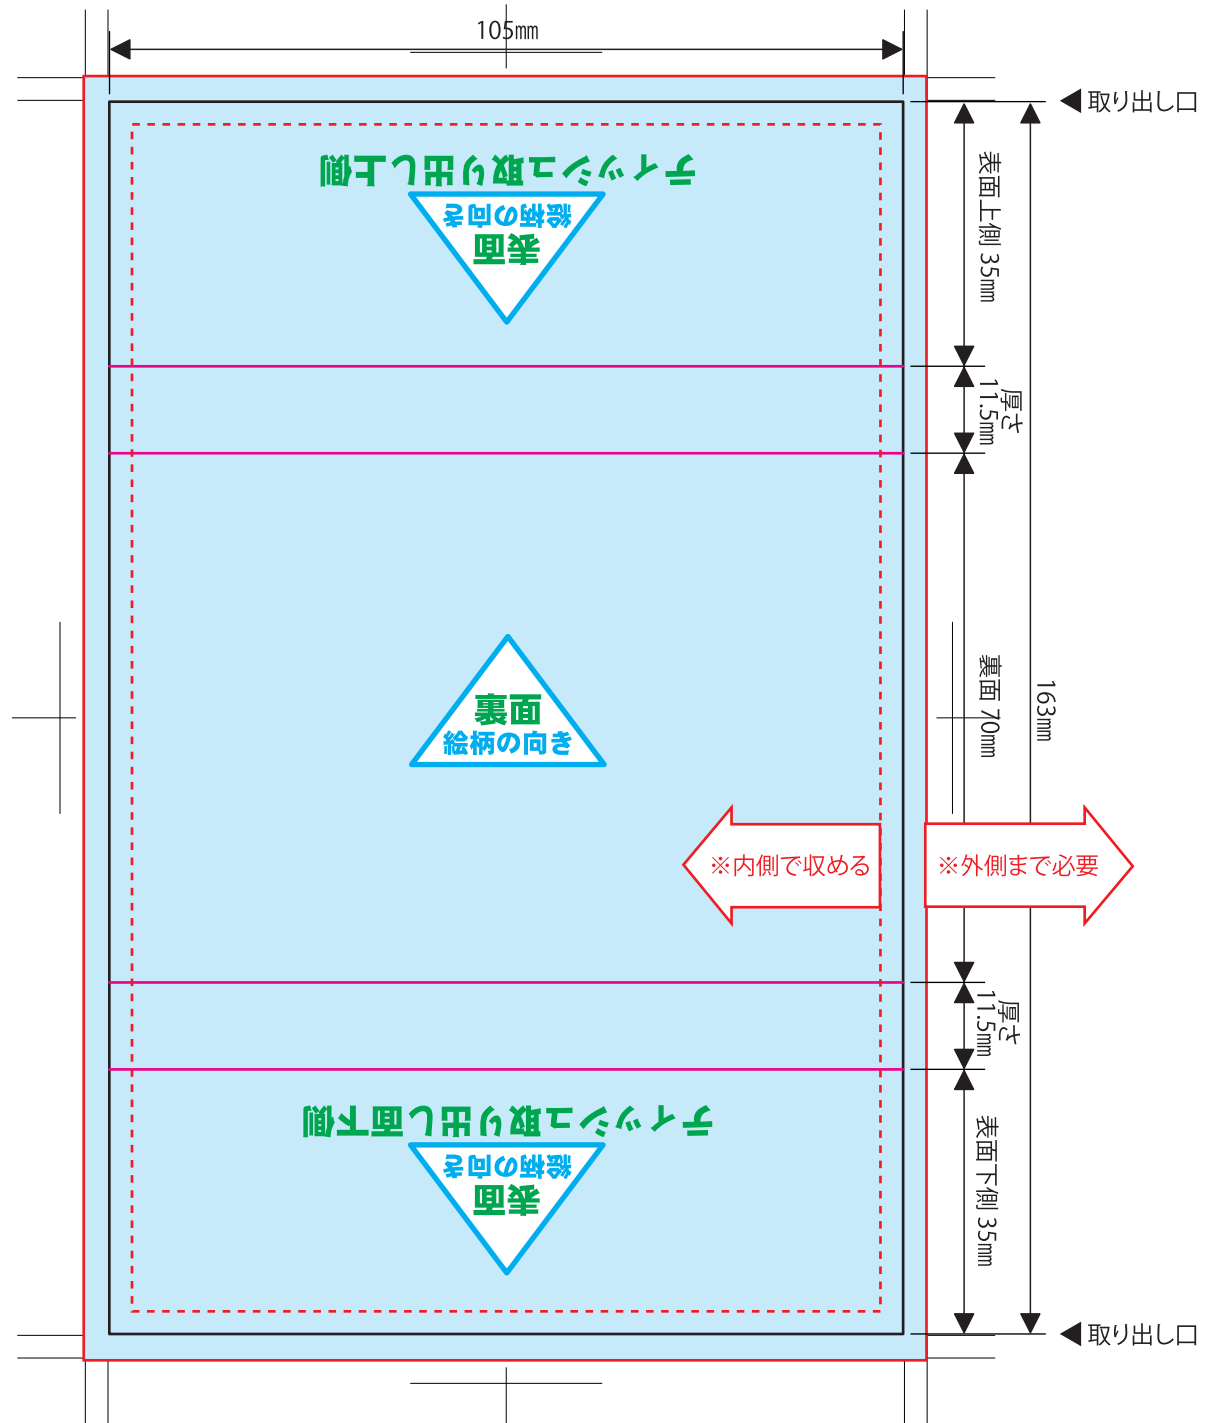 105mm
取り出し口
ティッシュ取り出し上側
絵柄の向き
表面
表面上側 35mm
厚さ
11.5mm
裏面
絵柄の向き
裏面 70mm
163mm
※内側で収める
※外側まで必要
厚さ
11.5mm
ティッシュ取り出し面下側
絵柄の向き
表面
表面下側 35mm
取り出し口